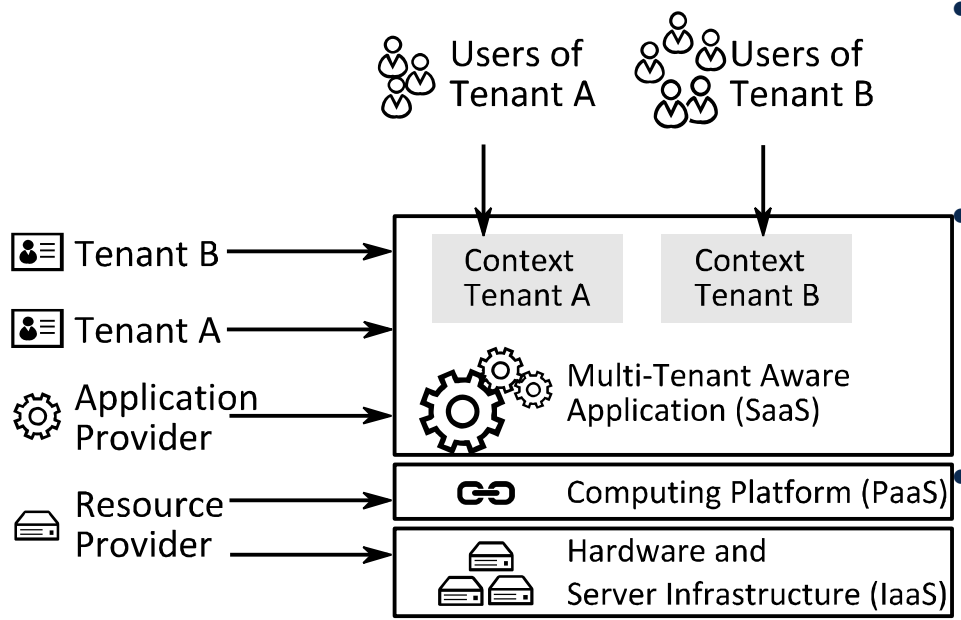 Users of
Tenant A
Users of
Tenant B
Tenant B
Tenant A
Application
Provider
Resource
Provider
Context
Tenant A
Context
Tenant B
Multi-Tenant Aware
Application (SaaS)
Computing Platform (PaaS)
Hardware and
Server Infrastructure (IaaS)